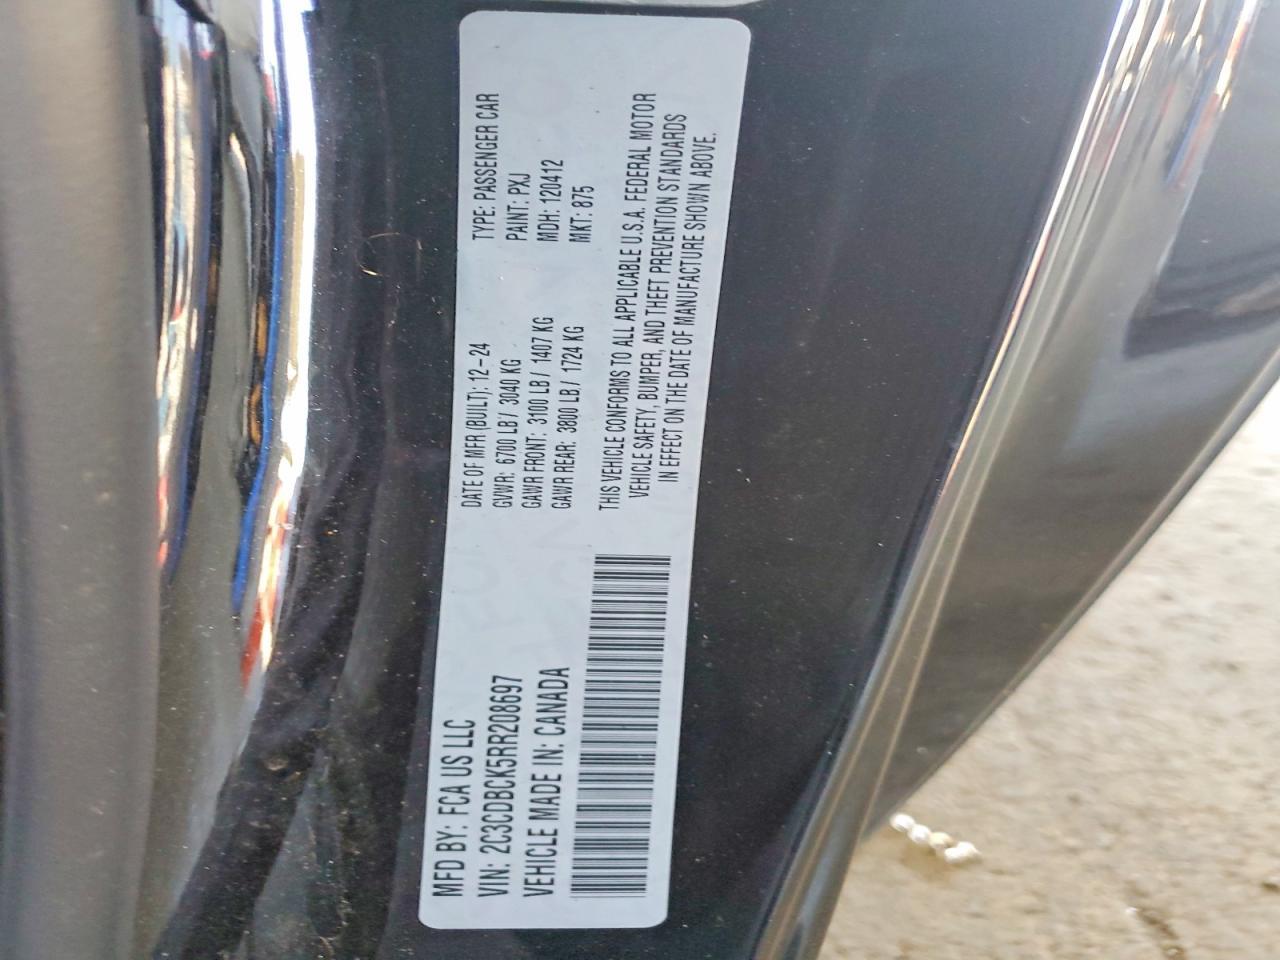 MFD BY: FCA US LLC
VIN: 2C3CDBCK5RR208697
VEHICLE MADE IN: CANADA
DATE OF MFR (BUILT): 12-24
GVWR: 6700 LB / 3040 KG
GAWR FRONT: 3100 LB / 1407 KG
GAWR REAR: 3800 LB / 1724 KG
TYPE: PASSENGER CAR
PAINT: PXJ
MDH: 120412
MKT: 875
THIS VEHICLE CONFORMS TO ALL APPLICABLE U.S.A. FEDERAL MOTOR
VEHICLE SAFETY, BUMPER, AND THEFT PREVENTION STANDARDS
IN EFFECT ON THE DATE OF MANUFACTURE SHOWN ABOVE.